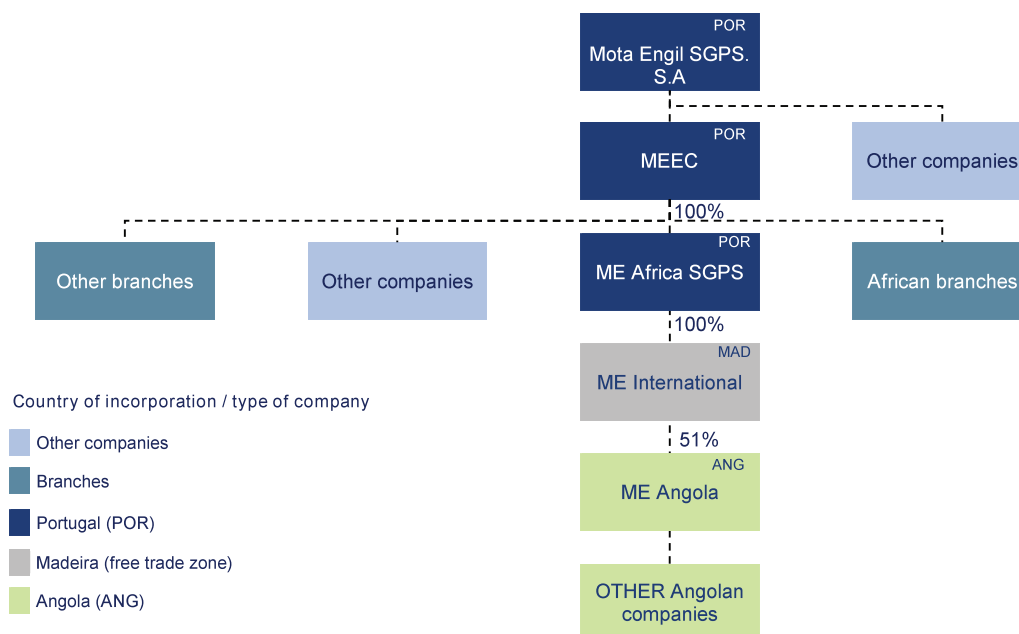 POR
Mota Engil SGPS.
S.A
POR
MEEC
Other companies
100%
Other branches
Other companies
POR
ME Africa SGPS
African branches
100%
MAD
ME International
51%
ANG
ME Angola
OTHER Angolan
companies
Country of incorporation / type of company
Other companies
Branches
Portugal (POR)
Madeira (free trade zone)
Angola (ANG)